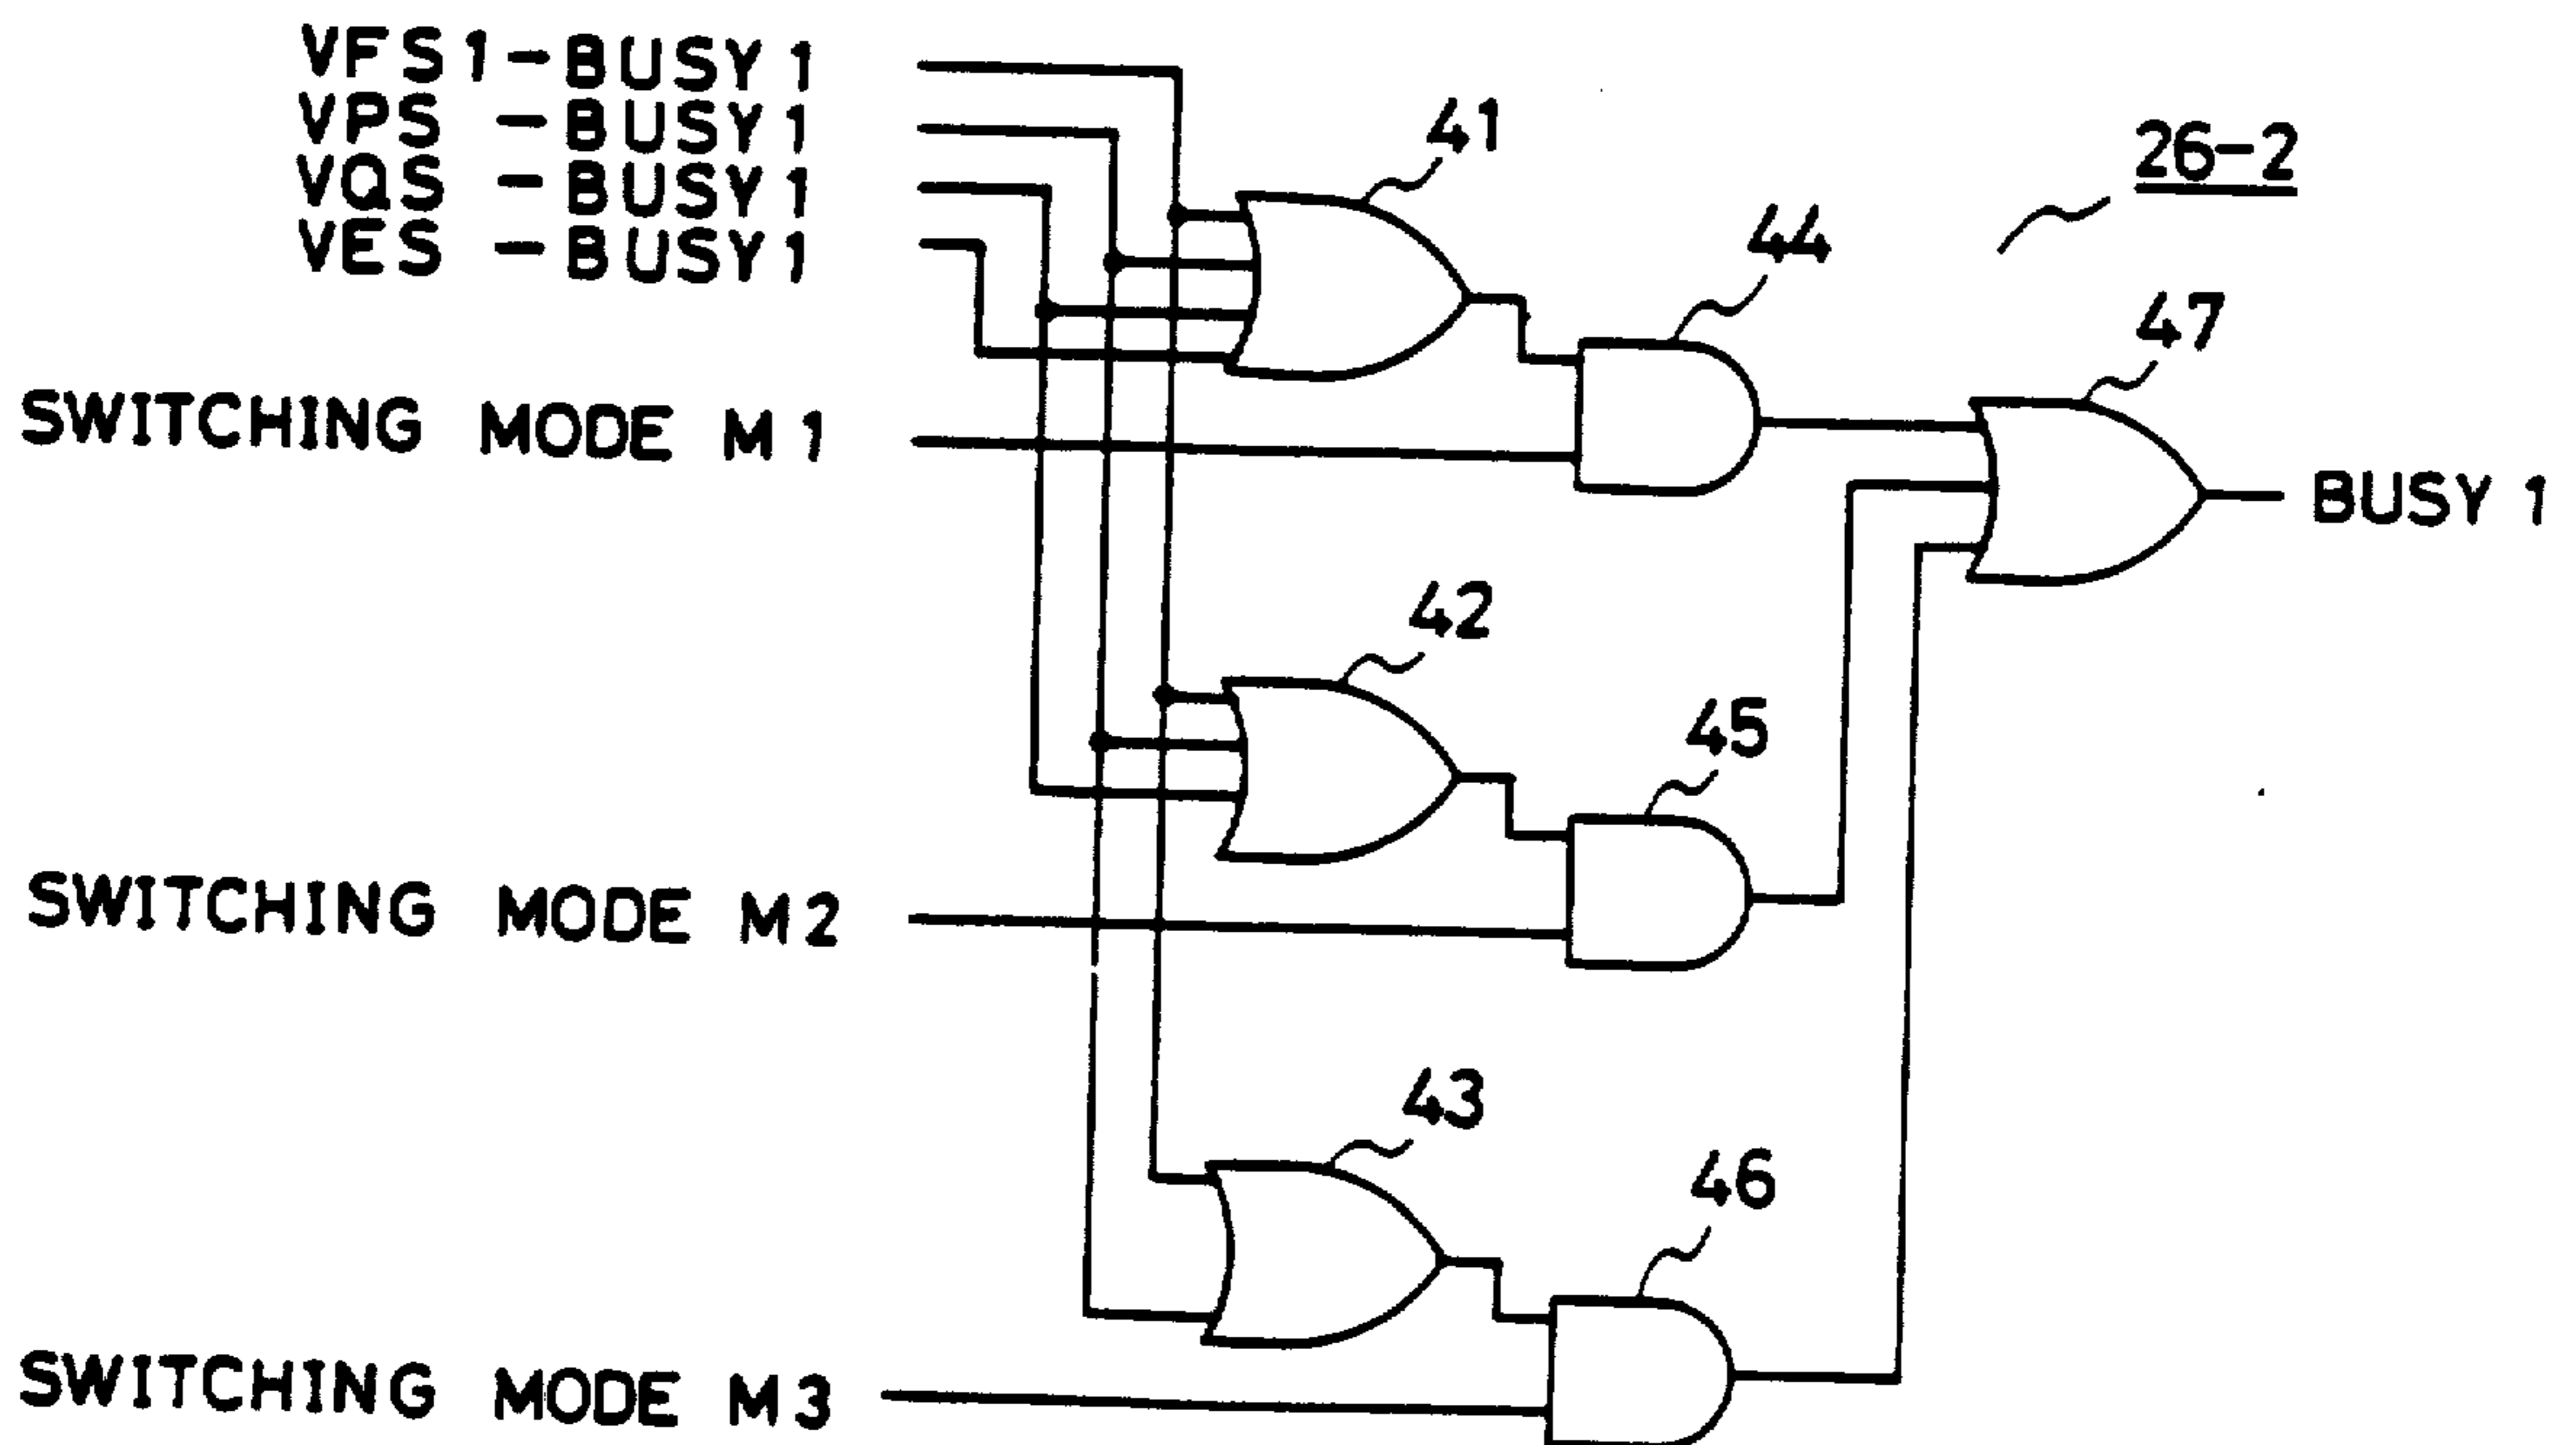 VFS1-BUSY1
VPS -BUSY1
VQS -BUSY1
VES -BUSY1
41
26-2
44
47
SWITCHING MODE M1
BUSY 1
42
45
SWITCHING MODE M2
43
46
SWITCHING MODE M3